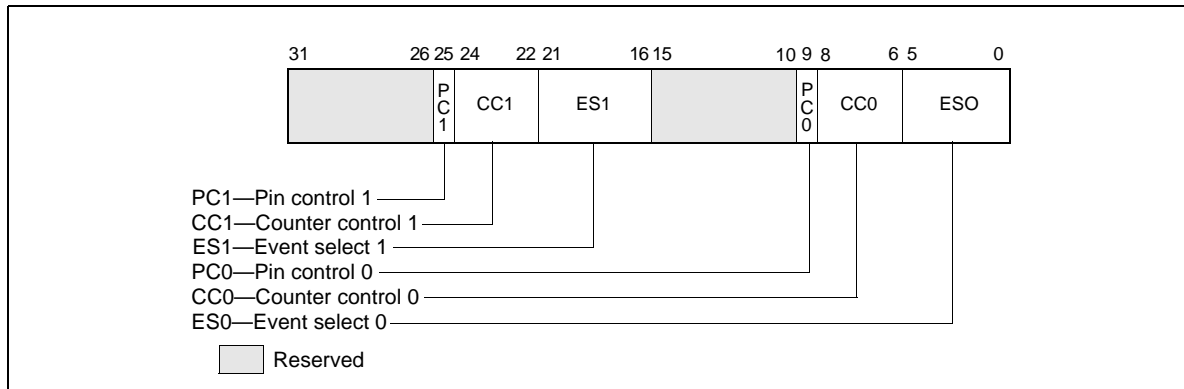 31 26 25 24 22 21 16 15 10 9 8 6 5 0
PC1 CC1 ES1 PC0 CC0 ESO
PC1—Pin control 1
CC1—Counter control 1
ES1—Event select 1
PC0—Pin control 0
CC0—Counter control 0
ES0—Event select 0
Reserved